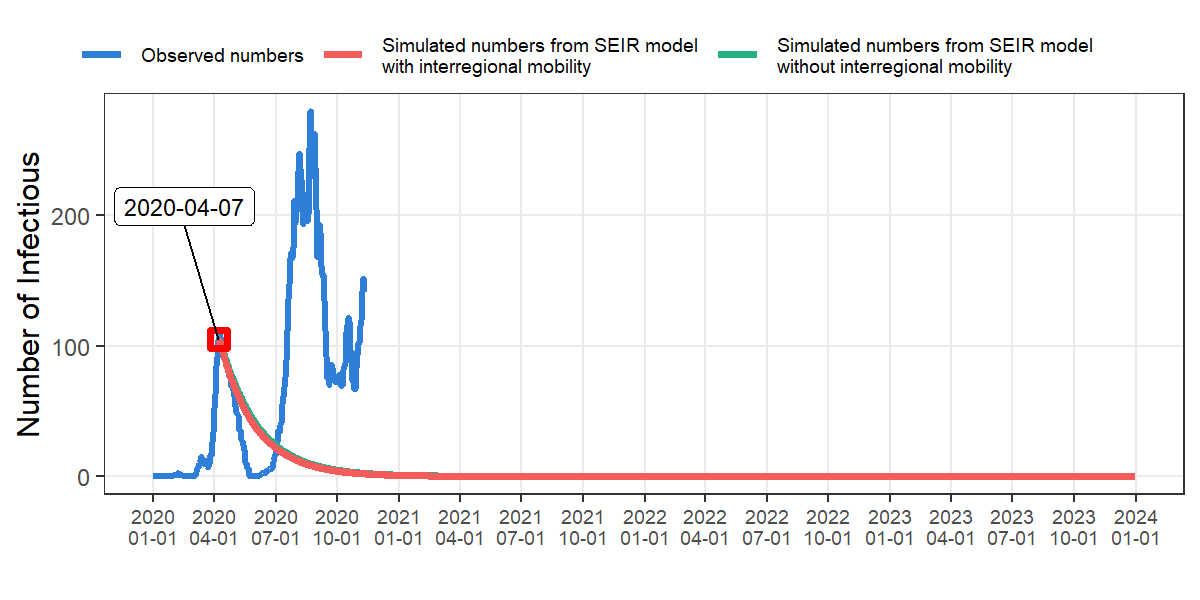 Observed numbers
Simulated numbers from SEIR model
with interregional mobility
Simulated numbers from SEIR model
without interregional mobility
Number of Infectious
200
100
0
2020-04-07
2020 2020 2020 2020 2021 2021 2021 2021 2022 2022 2022 2022 2023 2023 2023 2023 2024
01-01 04-01 07-01 10-01 01-01 04-01 07-01 10-01 01-01 04-01 07-01 10-01 01-01 04-01 07-01 10-01 01-01